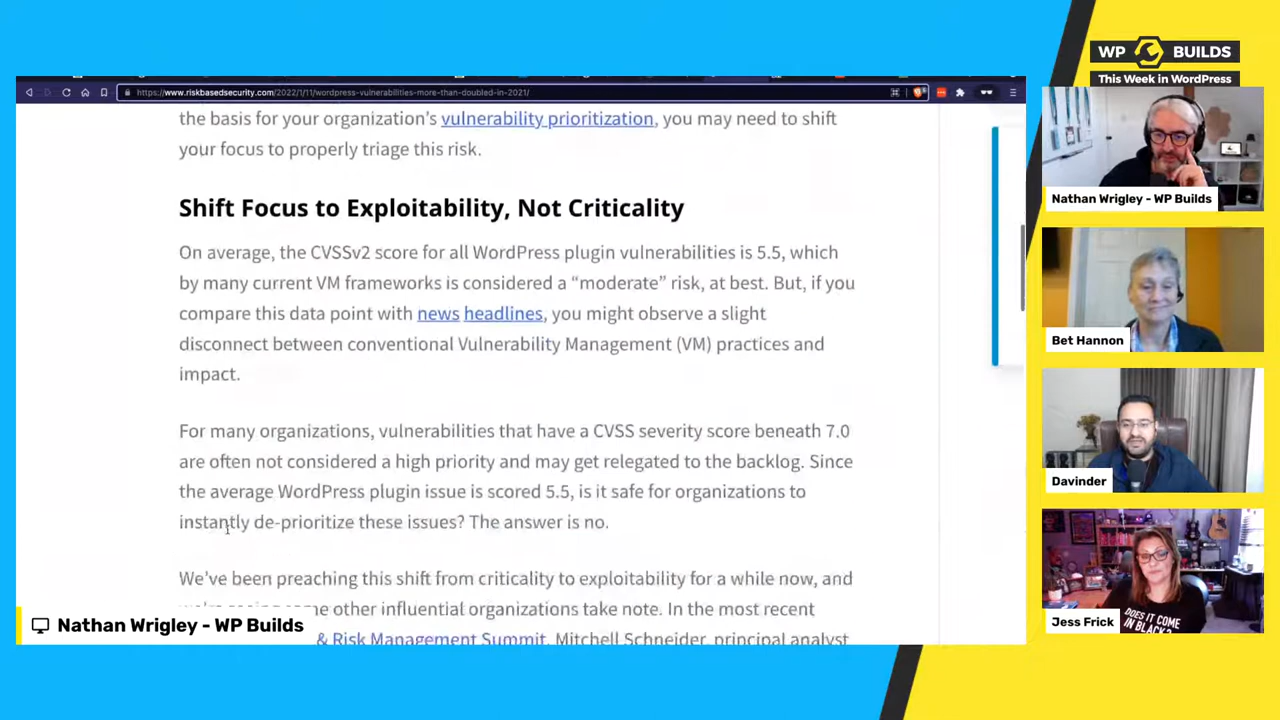 https://www.riskbasedsecurity.com/2022/1/11/wordpress-vulnerabilities-more-than-doubled-in-2021/
the basis for your organization's vulnerability prioritization, you may need to shift
your focus to properly triage this risk.
Shift Focus to Exploitability, Not Criticality
On average, the CVSSv2 score for all WordPress plugin vulnerabilities is 5.5, which
by many current VM frameworks is considered a “moderate” risk, at best. But, if you
compare this data point with news headlines, you might observe a slight
disconnect between conventional Vulnerability Management (VM) practices and
impact.
For many organizations, vulnerabilities that have a CVSS severity score beneath 7.0
are often not considered a high priority and may get relegated to the backlog. Since
the average WordPress plugin issue is scored 5.5, is it safe for organizations to
instantly de-prioritize these issues? The answer is no.
We've been preaching this shift from criticality to exploitability for a while now, and
other influential organizations take note. In the most recent
& Risk Management Summit, Mitchell Schneider, principal analyst
Nathan Wrigley - WP Builds
WP BUILDS
This Week in WordPress
Nathan Wrigley - WP Builds
Bet Hannon
Davinder
DOES IT COME
IN BLACK?
Jess Frick